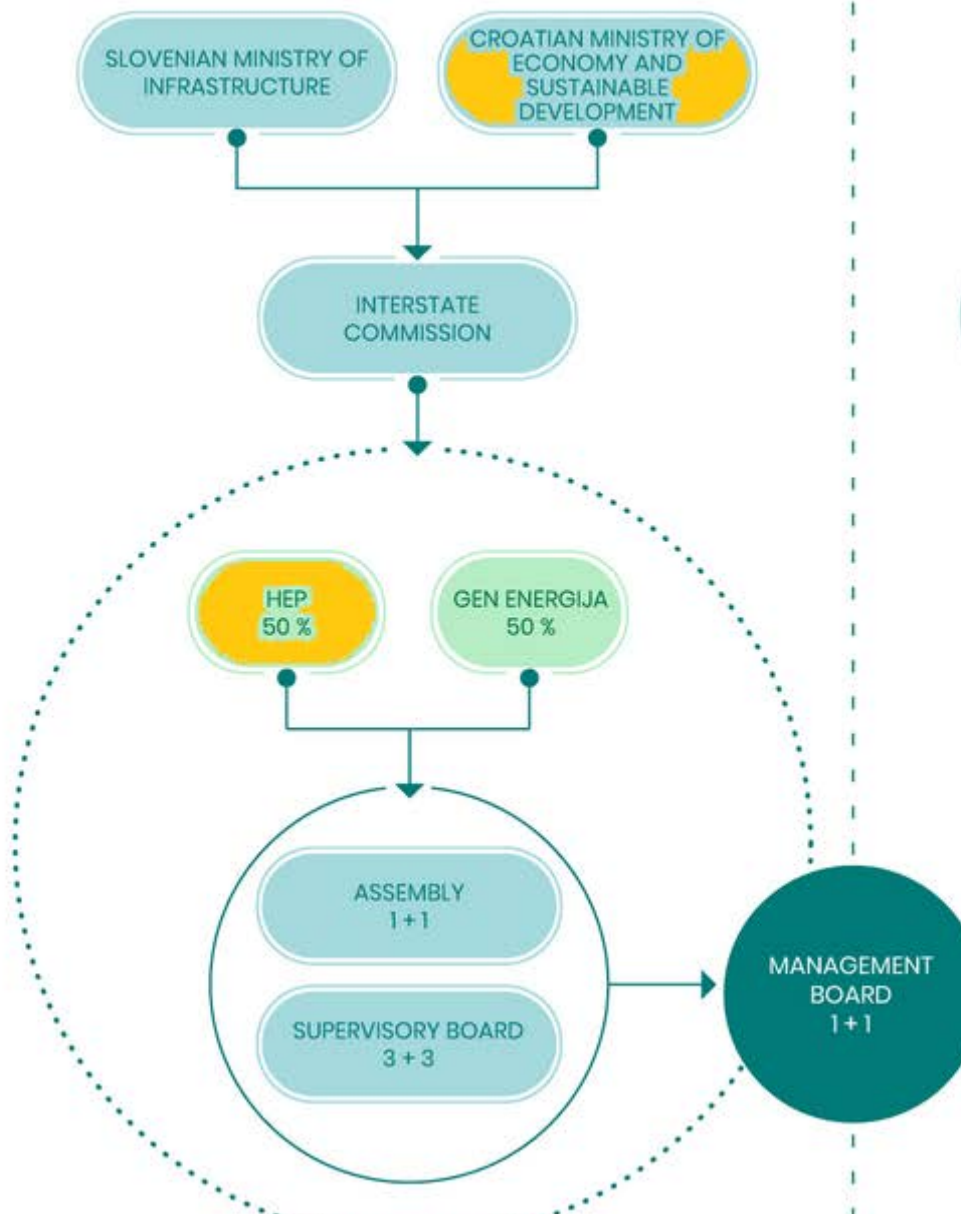 SLOVENIAN MINISTRY OF
INFRASTRUCTURE
CROATIAN MINISTRY OF
ECONOMY AND
SUSTAINABLE
DEVELOPMENT
INTERSTATE
COMMISSION
HEP
50 %
GEN ENERGIJA
50 %
ASSEMBLY
1 + 1
SUPERVISORY BOARD
3 + 3
MANAGEMENT
BOARD
1 + 1